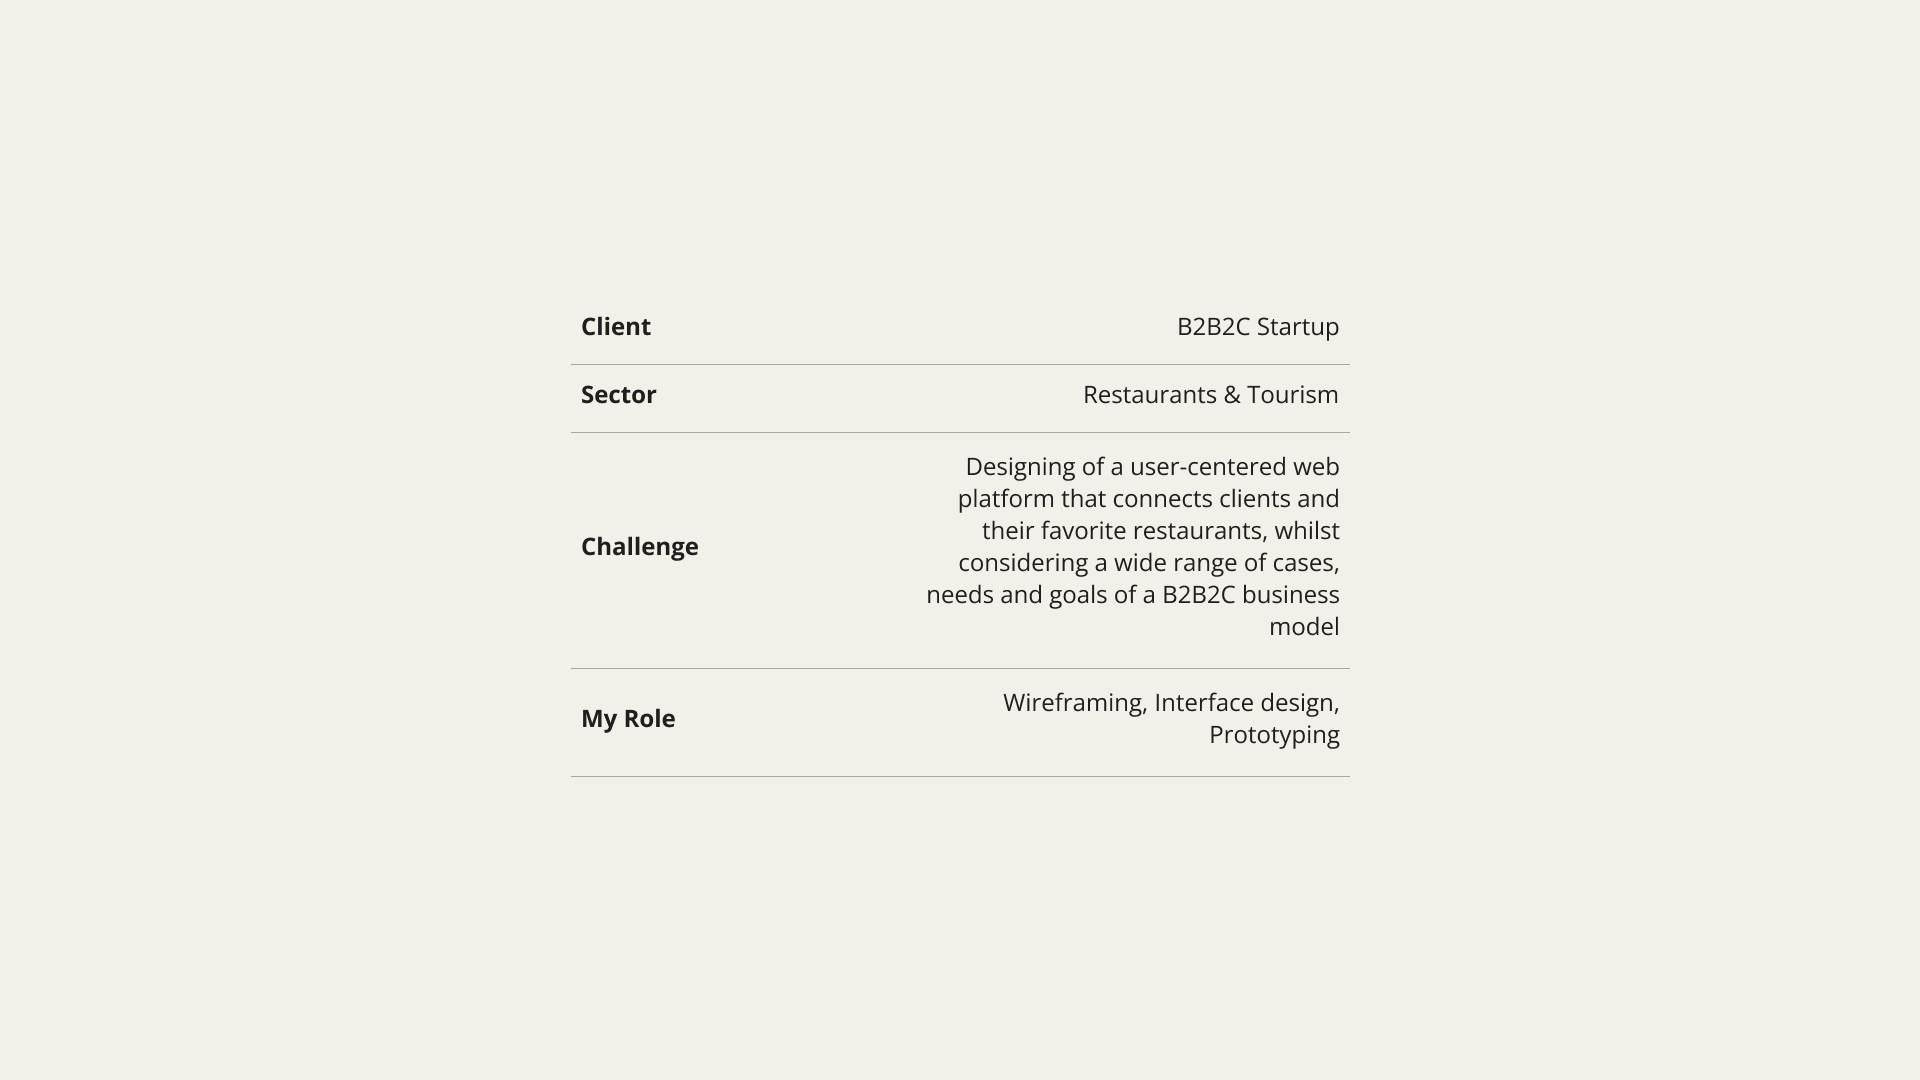 Client
B2B2C Startup
Sector
Restaurants & Tourism
Challenge
Designing of a user-centered web
platform that connects clients and
their favorite restaurants, whilst
considering a wide range of cases,
needs and goals of a B2B2C business
model
My Role
Wireframing, Interface design,
Prototyping